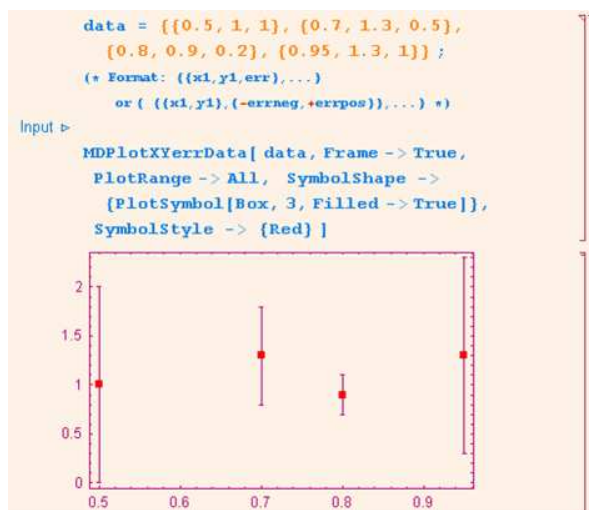 data = {{0.5, 1, 1}, {0.7, 1.3, 0.5},
{0.8, 0.9, 0.2}, {0.95, 1.3, 1}} ;
(* Format: {{x1,y1,err},...}
or { {{x1,y1},{-errneg,+errpos}},...} *)
Input ▹
MDPlotXYerrData[ data, Frame -> True,
PlotRange -> All, SymbolShape ->
{PlotSymbol[Box, 3, Filled -> True]},
SymbolStyle -> {Red} ]
2
1.5
1
0.5
0
0.5 0.6 0.7 0.8 0.9